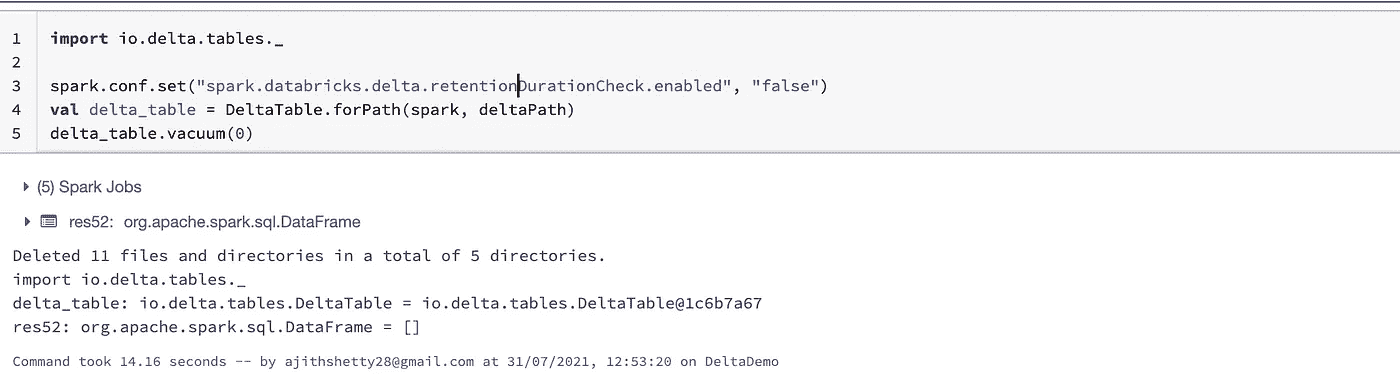 1 import io.delta.tables._
2
3 spark.conf.set("spark.databricks.delta.retentionDurationCheck.enabled", "false")
4 val delta_table = DeltaTable.forPath(spark, deltaPath)
5 delta_table.vacuum(0)
(5) Spark Jobs
res52: org.apache.spark.sql.DataFrame
Deleted 11 files and directories in a total of 5 directories.
import io.delta.tables._
delta_table: io.delta.tables.DeltaTable = io.delta.tables.DeltaTable@1c6b7a67
res52: org.apache.spark.sql.DataFrame = []
Command took 14.16 seconds -- by ajithshetty28@gmail.com at 31/07/2021, 12:53:20 on DeltaDemo